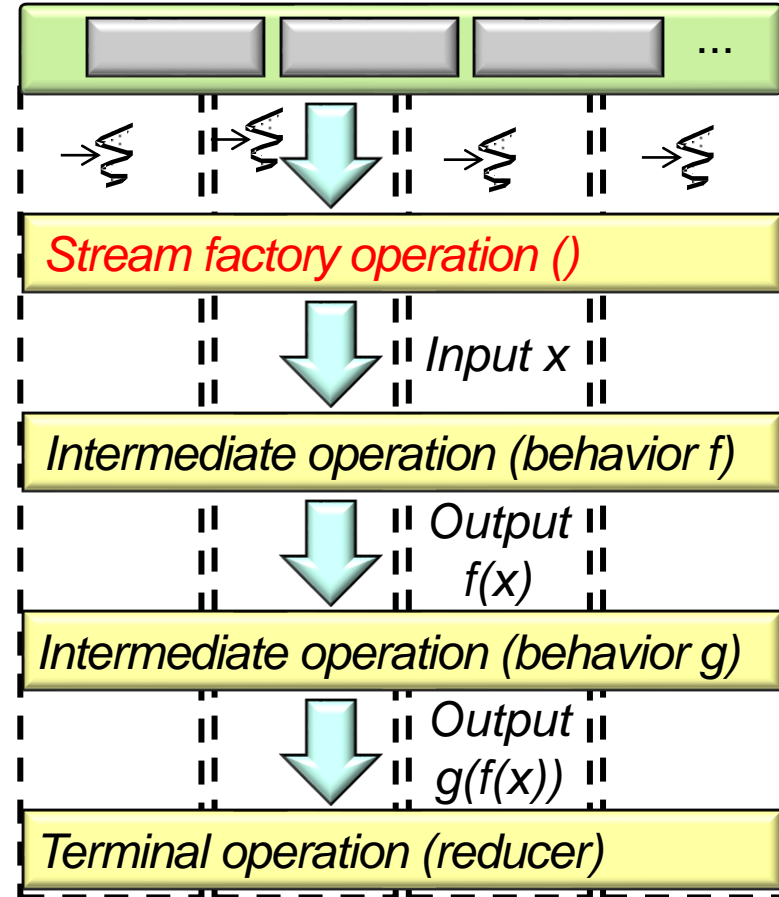 ...
Stream factory operation ()
Input x
Intermediate operation (behavior f)
Output
f(x)
Intermediate operation (behavior g)
Output
g(f(x))
Terminal operation (reducer)